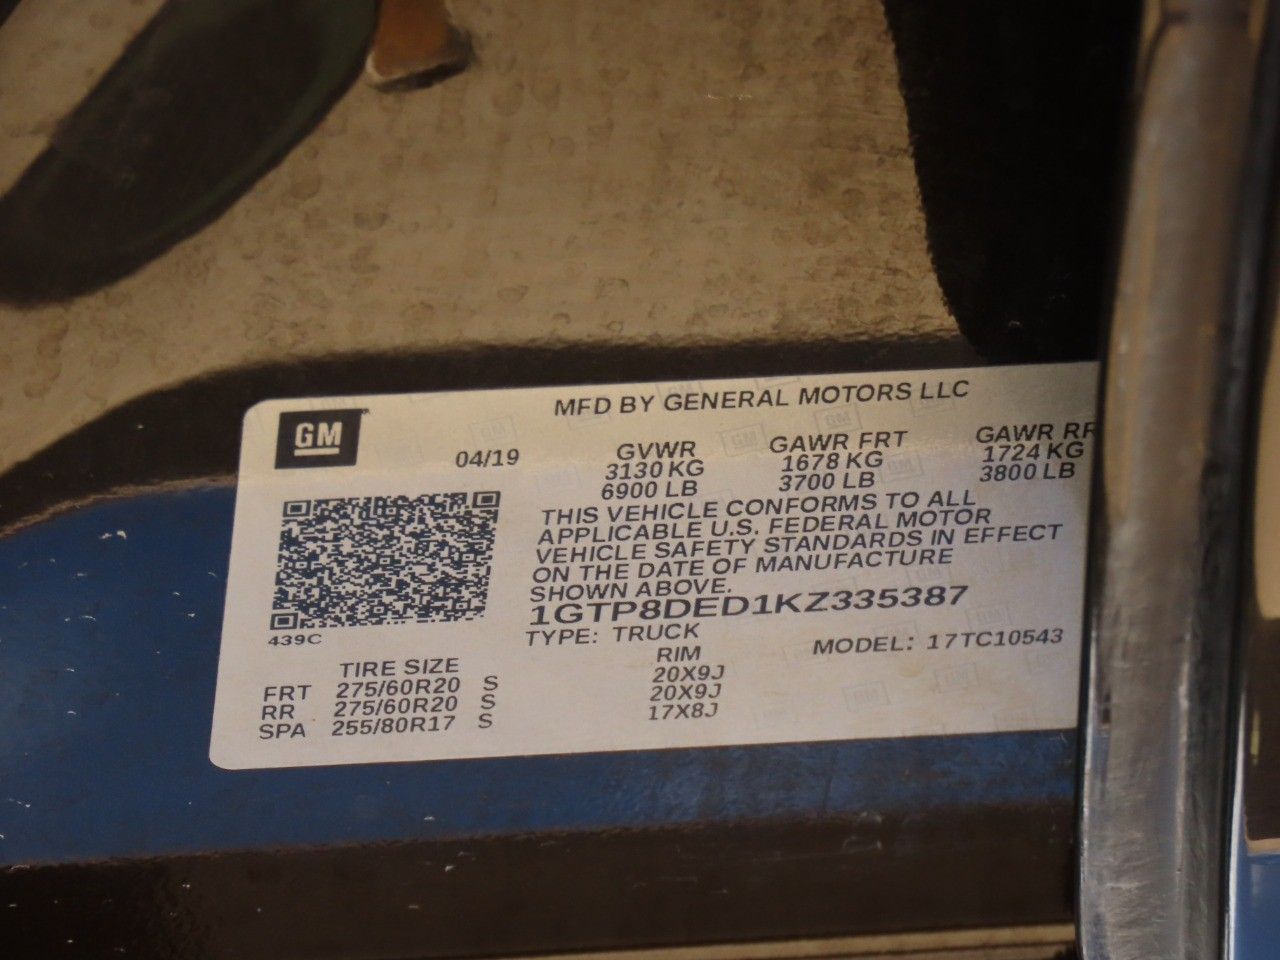 GM
MFD BY GENERAL MOTORS LLC
04/19
GVWR GAWR FRT GAWR RR
3130 KG 1678 KG 1724 KG
6900 LB 3700 LB 3800 LB
THIS VEHICLE CONFORMS TO ALL
APPLICABLE U.S. FEDERAL MOTOR
VEHICLE SAFETY STANDARDS IN EFFECT
ON THE DATE OF MANUFACTURE
SHOWN ABOVE.
1GTP8DED1KZ335387
439C
TYPE: TRUCK MODEL: 17TC10543
TIRE SIZE RIM
FRT 275/60R20 S 20X9J
RR 275/60R20 S 20X9J
SPA 255/80R17 S 17X8J